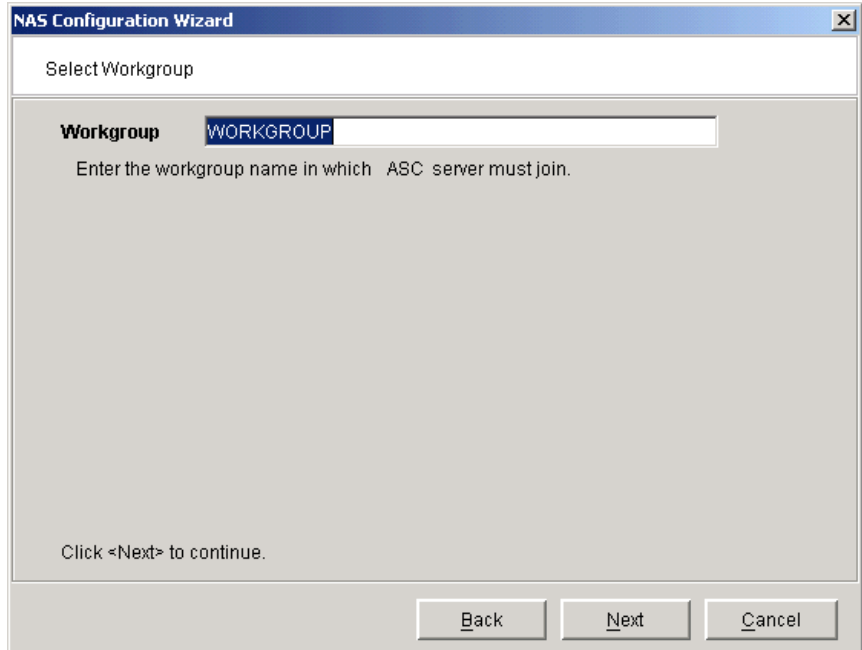 NAS Configuration Wizard
Select Workgroup
Workgroup WORKGROUP
Enter the workgroup name in which ASC server must join.
Click <Next> to continue.
Back Next Cancel